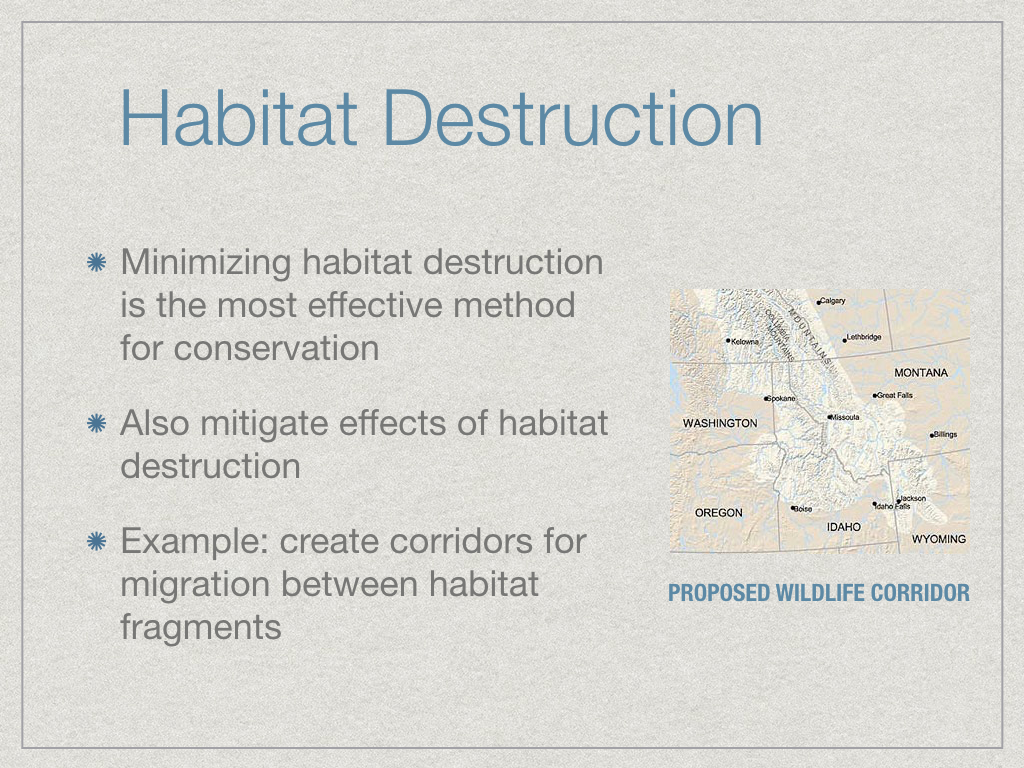 Habitat Destruction
Minimizing habitat destruction
is the most effective method
for conservation
Also mitigate effects of habitat
destruction
Example: create corridors for
migration between habitat
fragments
Calgary
MOUNTAINS
COLUMBIA
MOUNTAINS
Kelowna
Lethbridge
MONTANA
Spokane
Great Falls
Missoula
WASHINGTON
Billings
Jackson
Boise
Idaho Falls
OREGON
IDAHO
WYOMING
PROPOSED WILDLIFE CORRIDOR